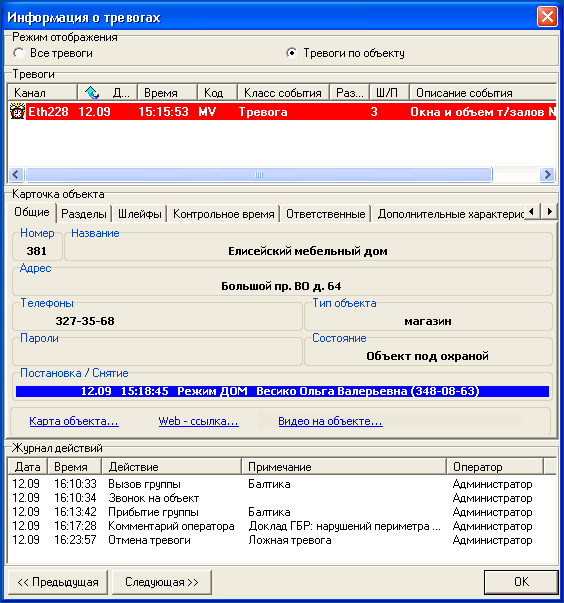 Информация о тревогах
Режим отображения
Все тревоги Тревоги по объекту
Тревоги
Канал Д... Время Код Класс события Раз... Ш/П Описание события
Eth228 12.09 15:15:53 MV Тревога 3 Окна и объем т/залов N
Карточка объекта
Общие Разделы Шлейфы Контрольное время Ответственные Дополнительные характерис
Номер Название
381 Елисейский мебельный дом
Адрес
Большой пр. ВО д. 64
Телефоны Тип объекта
327-35-68 магазин
Пароли Состояние
Объект под охраной
Постановка / Снятие
12.09 15:18:45 Режим ДОМ Весико Ольга Валерьевна (348-08-63)
Карта объекта... Web - ссылка... Видео на объекте...
Журнал действий
Дата Время Действие Примечание Оператор
12.09 16:10:33 Вызов группы Балтика Администратор
12.09 16:10:34 Звонок на объект Администратор
12.09 16:13:42 Прибытие группы Балтика Администратор
12.09 16:17:28 Комментарий оператора Доклад ГБР: нарушений периметра ... Администратор
12.09 16:23:57 Отмена тревоги Ложная тревога Администратор
<< Предыдущая Следующая >> OK